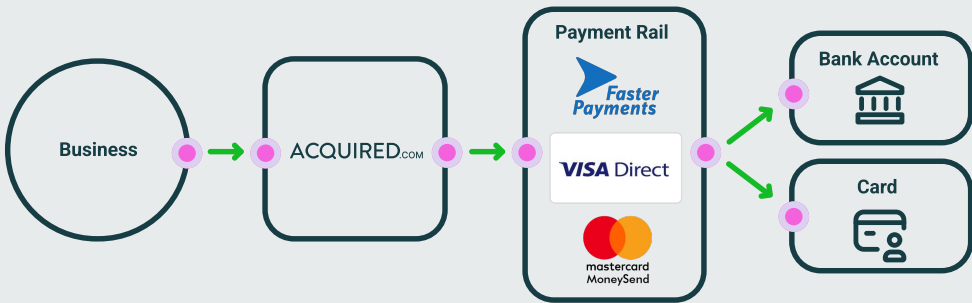 Business
ACQUIRED.COM
Payment Rail
Faster
Payments
VISA Direct
mastercard
MoneySend
Bank Account
Card